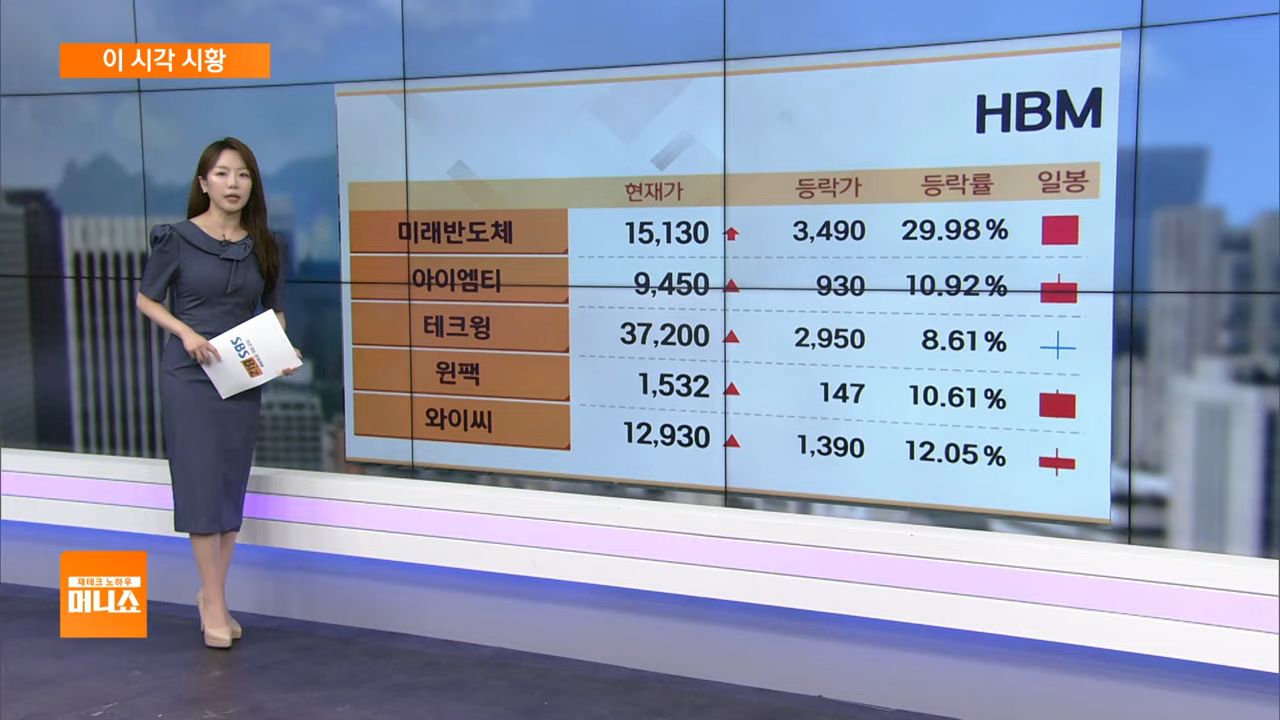 이 시각 시황
HBM
현재가 등락가 등락률 일봉
미래반도체 15,130 3,490 29.98%
아이엠티 9,450 930 10.92%
테크윙 37,200 2,950 8.61%
윈팩 1,532 147 10.61%
와이씨 12,930 1,390 12.05%
SBS Biz
재테크 노하우
머니쇼